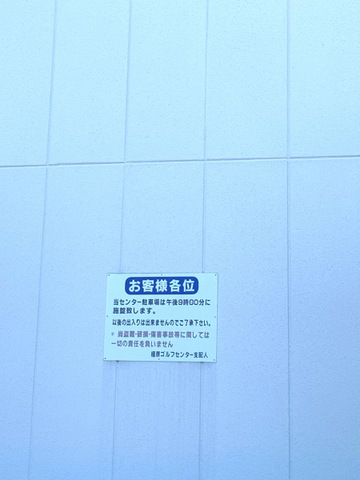 お客様各位
当センター駐車場は午後9時00分に
施錠致します。
以後の出入りは出来ませんのでご了承下さい。
※ 尚盗難・破損・傷害事故等に関しては
一切の責任を負いません
橿原ゴルフセンター支配人